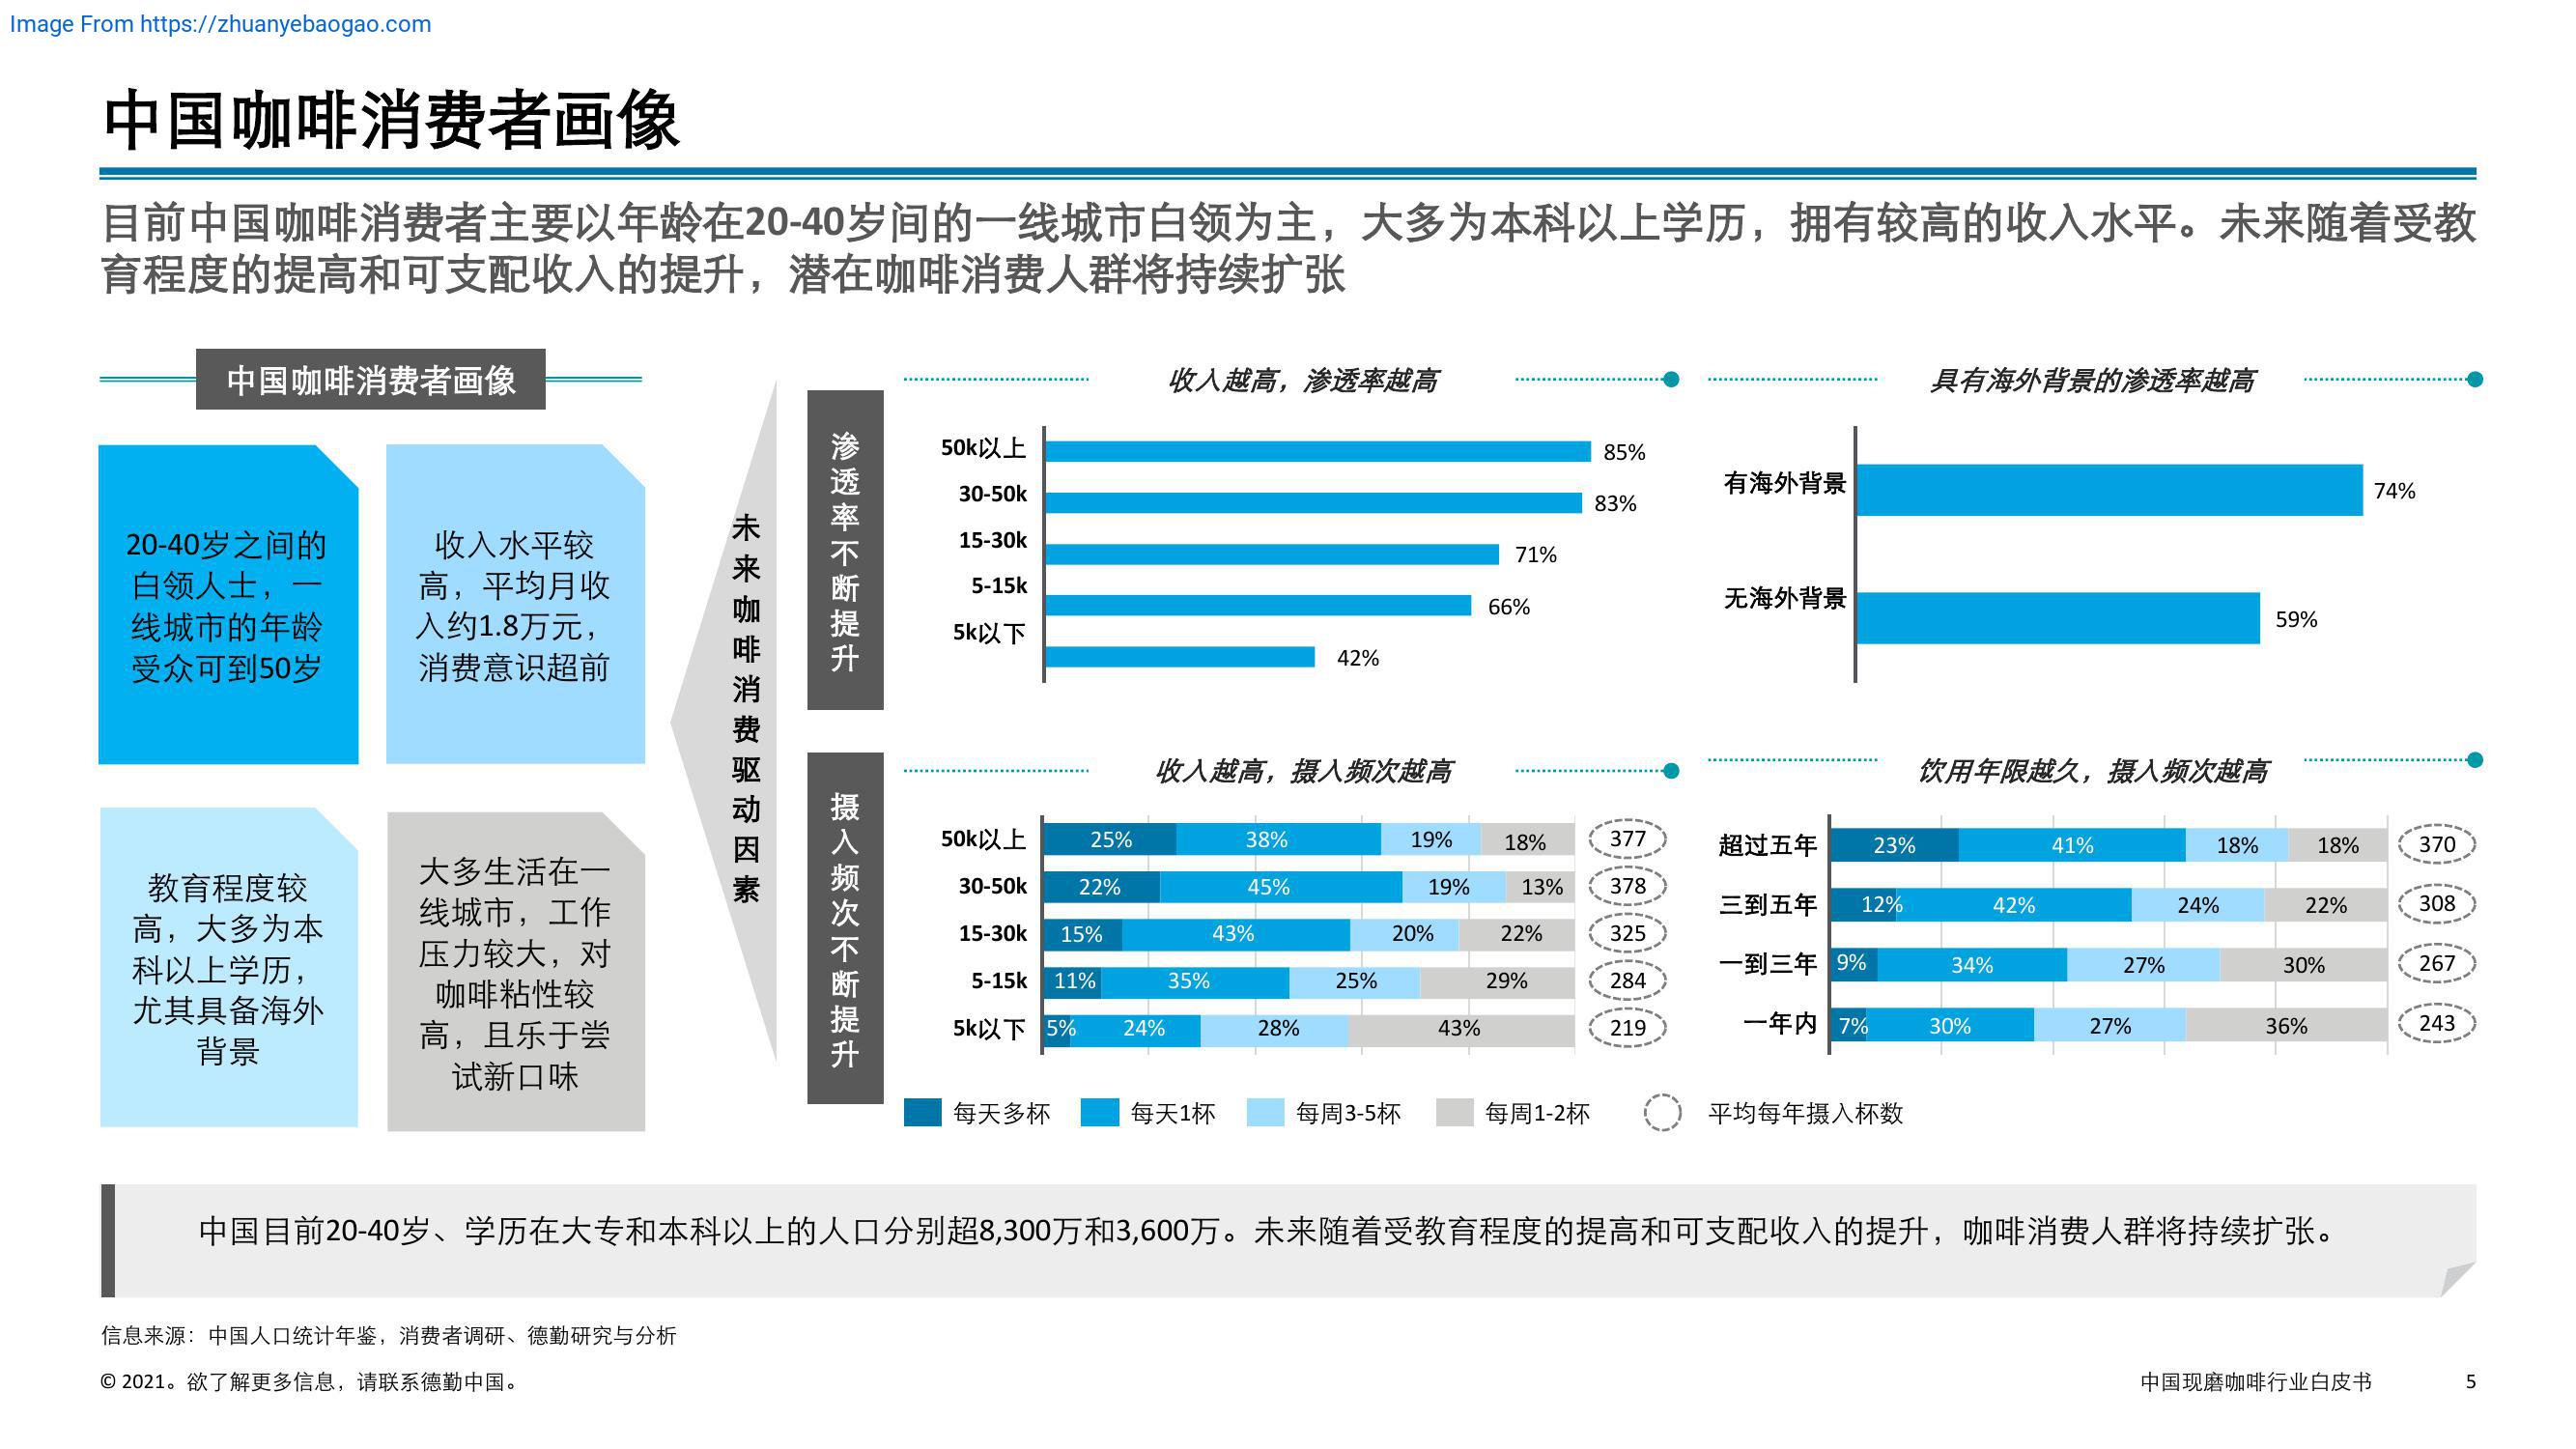 Image From https://zhuanyebaogao.com
中国咖啡消费者画像
目前中国咖啡消费者主要以年龄在20-40岁间的一线城市白领为主，大多为本科以上学历，拥有较高的收入水平。未来随着受教
育程度的提高和可支配收入的提升，潜在咖啡消费人群将持续扩张
中国咖啡消费者画像
20-40岁之间的
白领人士，一
线城市的年龄
受众可到50岁
收入水平较
高，平均月收
入约1.8万元，
消费意识超前
教育程度较
高，大多为本
科以上学历，
尤其具备海外
背景
大多生活在一
线城市，工作
压力较大，对
咖啡粘性较
高，且乐于尝
试新口味
未来咖啡消费驱动因素
渗透率不断提升
收入越高，渗透率越高
50k以上 85%
30-50k 83%
15-30k 71%
5-15k 66%
5k以下 42%
具有海外背景的渗透率越高
有海外背景 74%
无海外背景 59%
摄入频次不断提升
收入越高，摄入频次越高
50k以上 25% 38% 19% 18% 377
30-50k 22% 45% 19% 13% 378
15-30k 15% 43% 20% 22% 325
5-15k 11% 35% 25% 29% 284
5k以下 5% 24% 28% 43% 219
饮用年限越久，摄入频次越高
超过五年 23% 41% 18% 18% 370
三到五年 12% 42% 24% 22% 308
一到三年 9% 34% 27% 30% 267
一年内 7% 30% 27% 36% 243
每天多杯 每天1杯 每周3-5杯 每周1-2杯 平均每年摄入杯数
中国目前20-40岁、学历在大专和本科以上的人口分别超8,300万和3,600万。未来随着受教育程度的提高和可支配收入的提升，咖啡消费人群将持续扩张。
信息来源：中国人口统计年鉴，消费者调研、德勤研究与分析
© 2021。欲了解更多信息，请联系德勤中国。
中国现磨咖啡行业白皮书 5